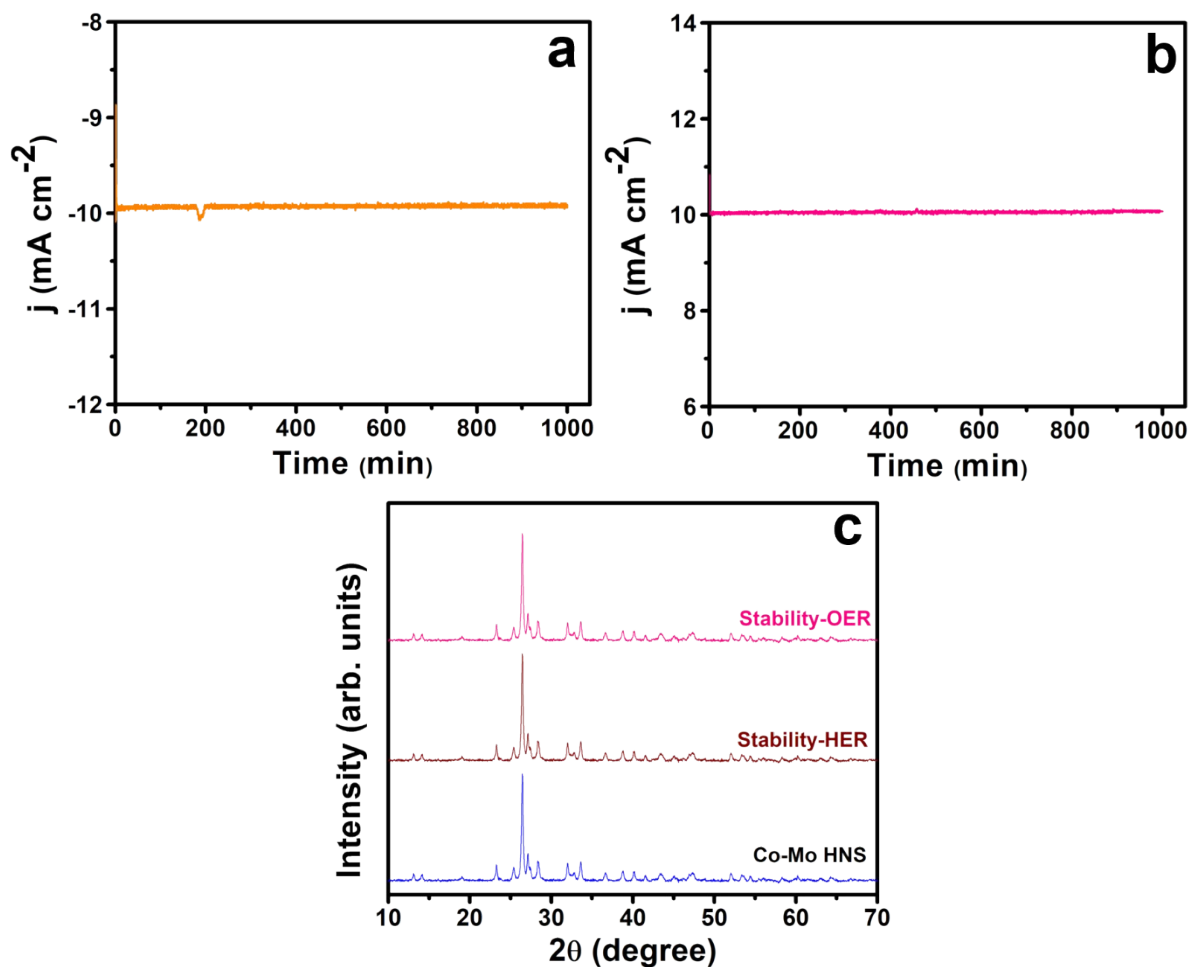 a
-8
-9
-10
-11
-12
j (mA cm-2)
0 200 400 600 800 1000
Time (min)
b
14
12
10
8
6
j (mA cm-2)
0 200 400 600 800 1000
Time (min)
c
Stability-OER
Stability-HER
Co-Mo HNS
Intensity (arb. units)
10 20 30 40 50 60 70
2θ (degree)